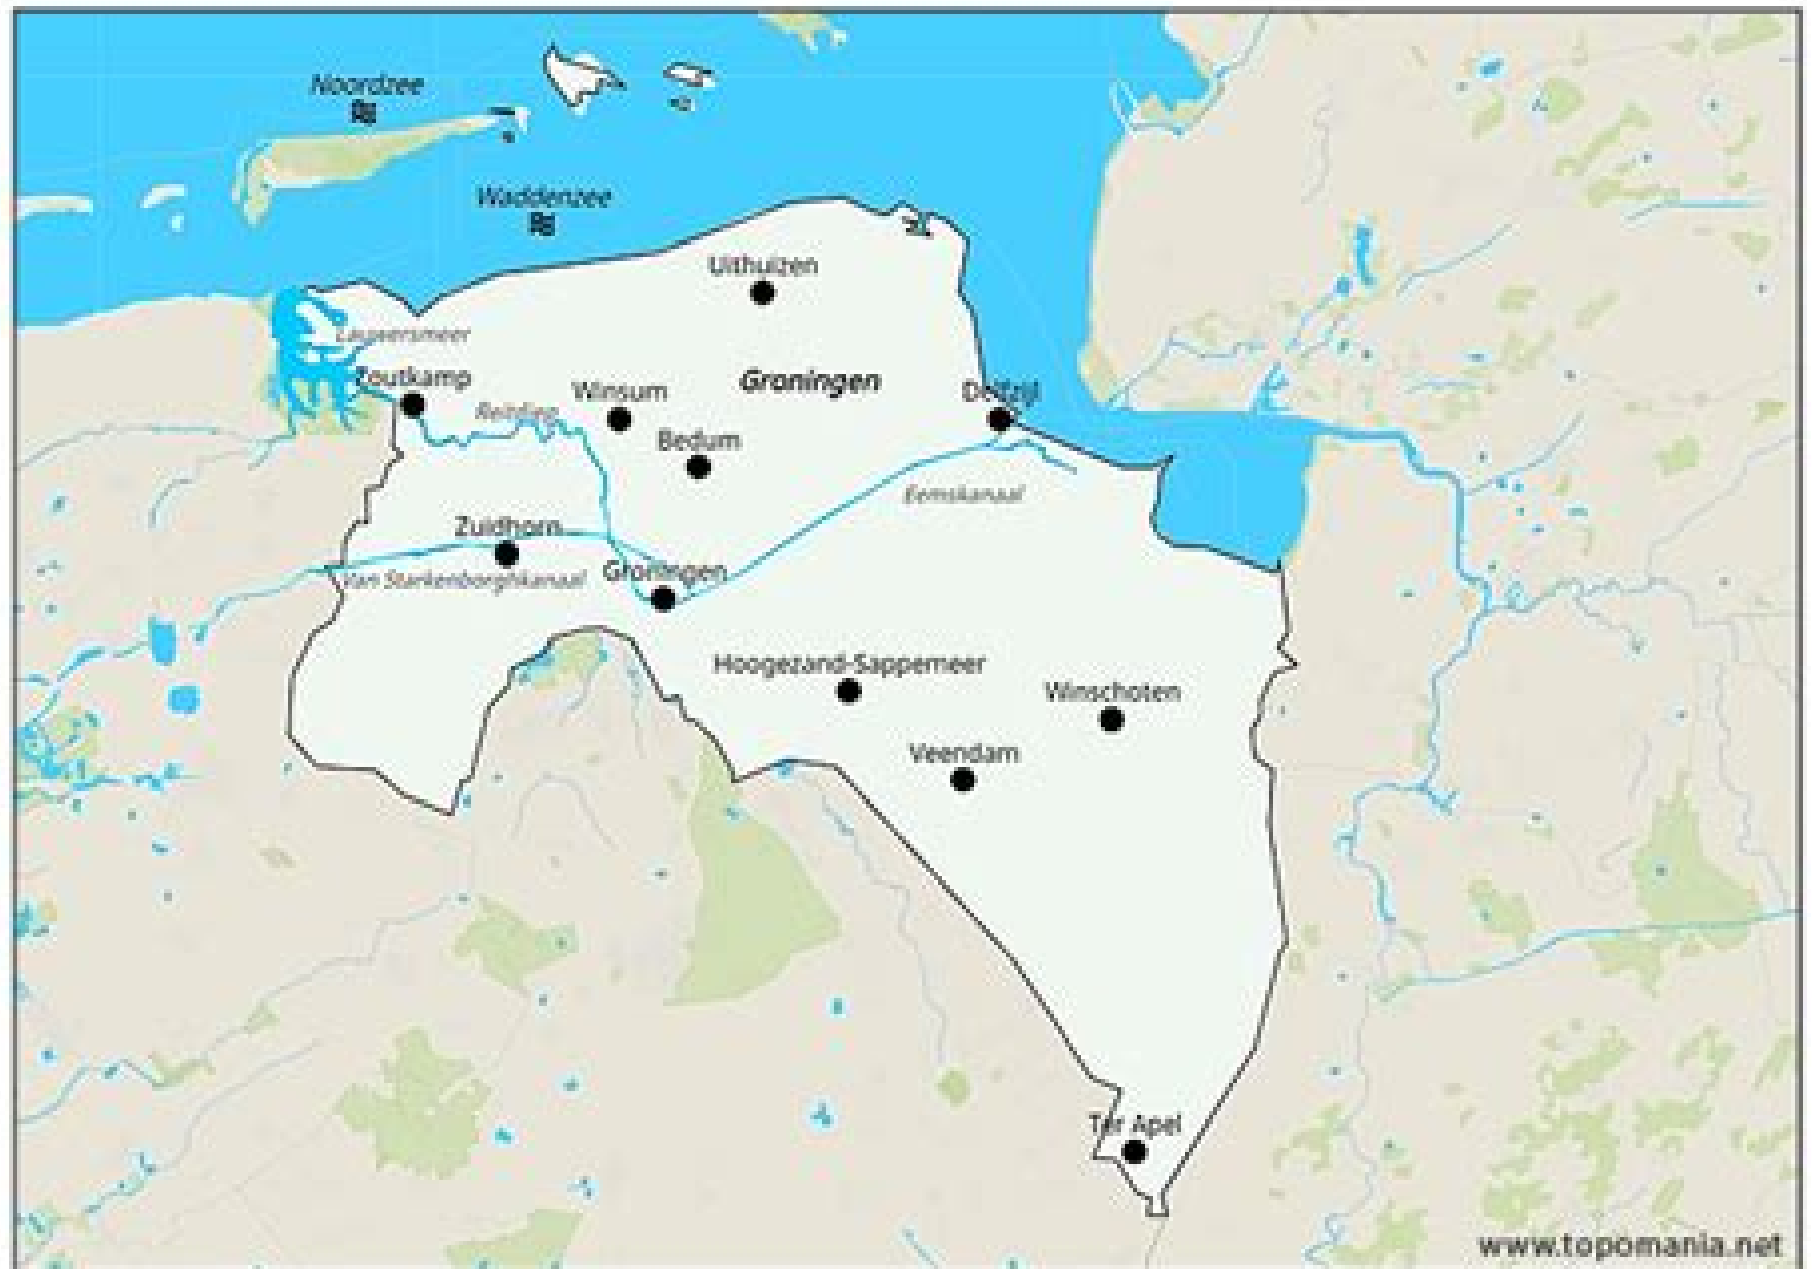 Noordzee
Waddenzee
Uithuizen
Lauwersmeer
Zoutkamp
Winsum
Groningen
Delfzijl
Reitdiep
Bedum
Eemskanaal
Zuidhorn
Van Starkenborghkanaal
Groningen
Hoogezand-Sappemeer
Winschoten
Veendam
Ter Apel
www.topomania.net